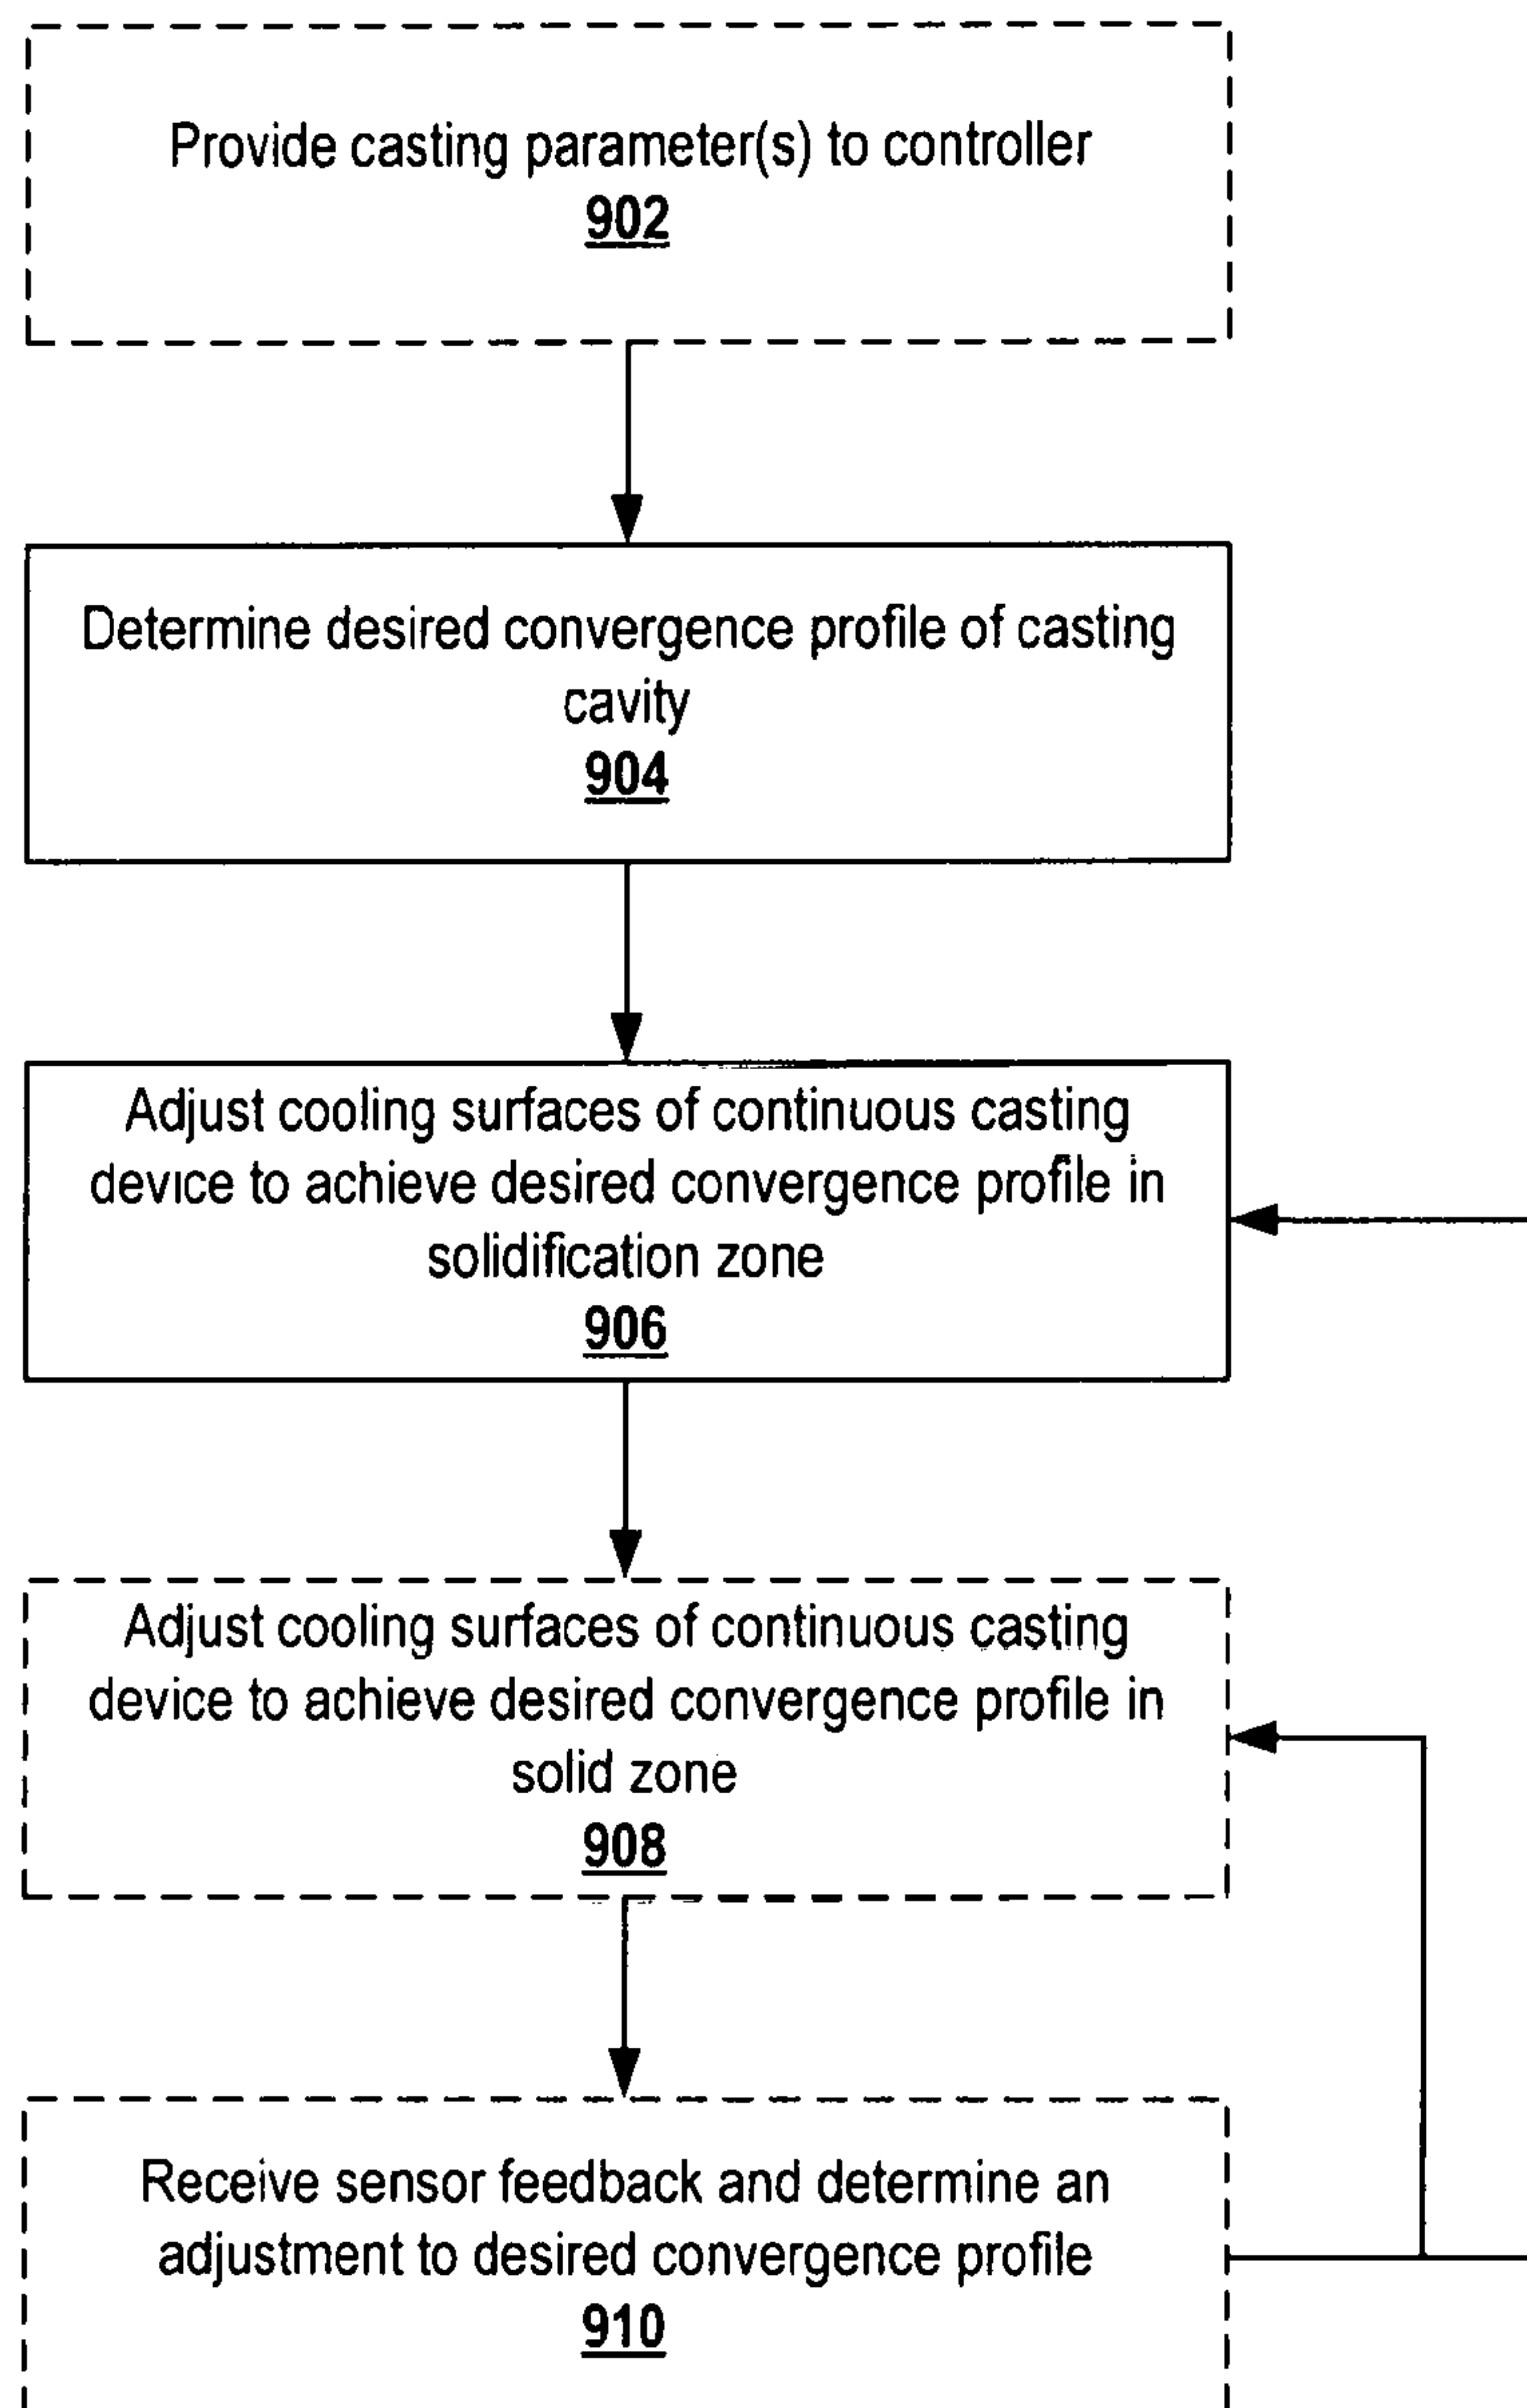 Provide casting parameter(s) to controller
902
Determine desired convergence profile of casting
cavity
904
Adjust cooling surfaces of continuous casting
device to achieve desired convergence profile in
solidification zone
906
Adjust cooling surfaces of continuous casting
device to achieve desired convergence profile in
solid zone
908
Receive sensor feedback and determine an
adjustment to desired convergence profile
910